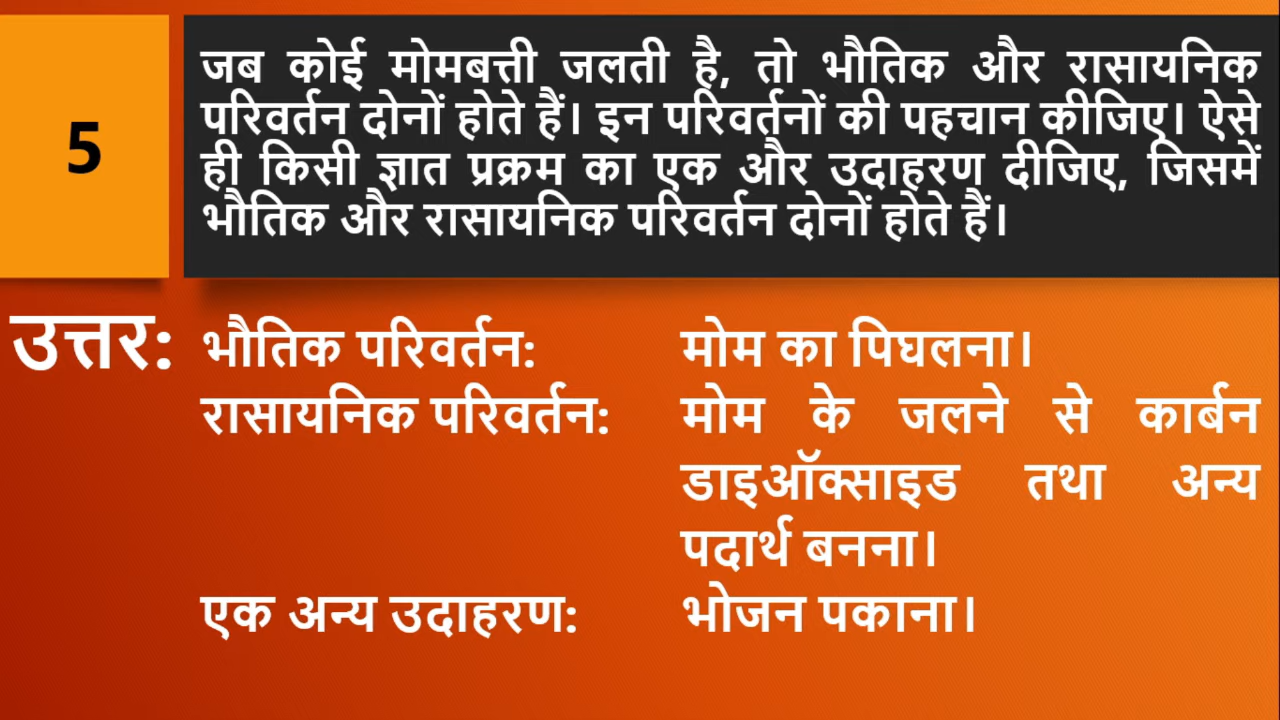 5
जब कोई मोमबत्ती जलती है, तो भौतिक और रासायनिक
परिवर्तन दोनों होते हैं। इन परिवर्तनों की पहचान कीजिए। ऐसे
ही किसी ज्ञात प्रक्रम का एक और उदाहरण दीजिए, जिसमें
भौतिक और रासायनिक परिवर्तन दोनों होते हैं।
उत्तर: भौतिक परिवर्तन: मोम का पिघलना।
रासायनिक परिवर्तन: मोम के जलने से कार्बन
डाइऑक्साइड तथा अन्य
पदार्थ बनना।
एक अन्य उदाहरण: भोजन पकाना।